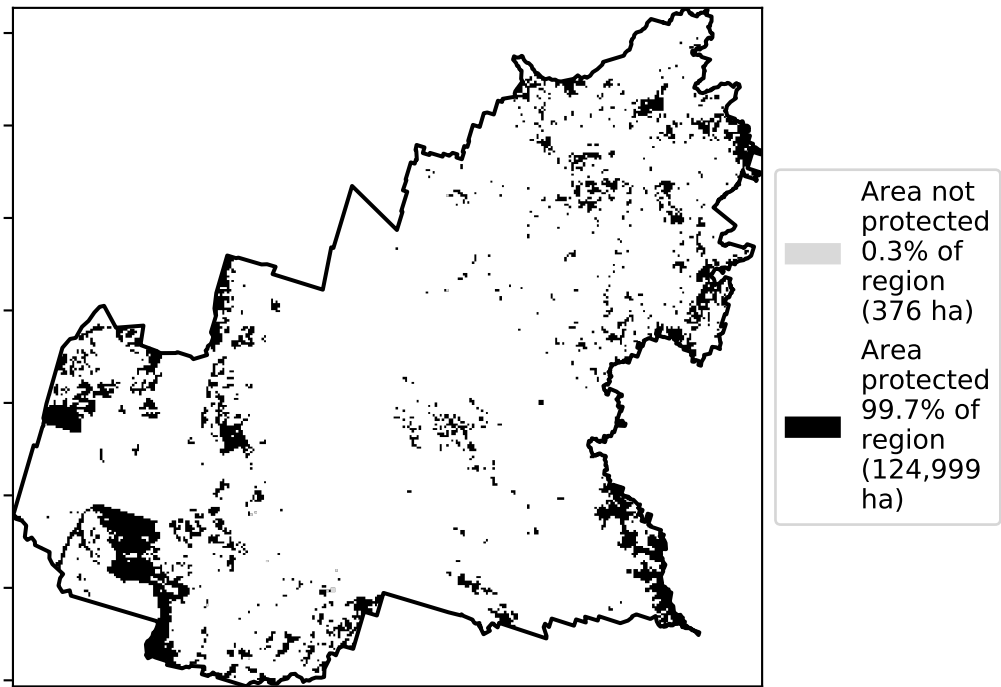 Area not
protected
0.3% of
region
(376 ha)
Area
protected
99.7% of
region
(124,999
ha)